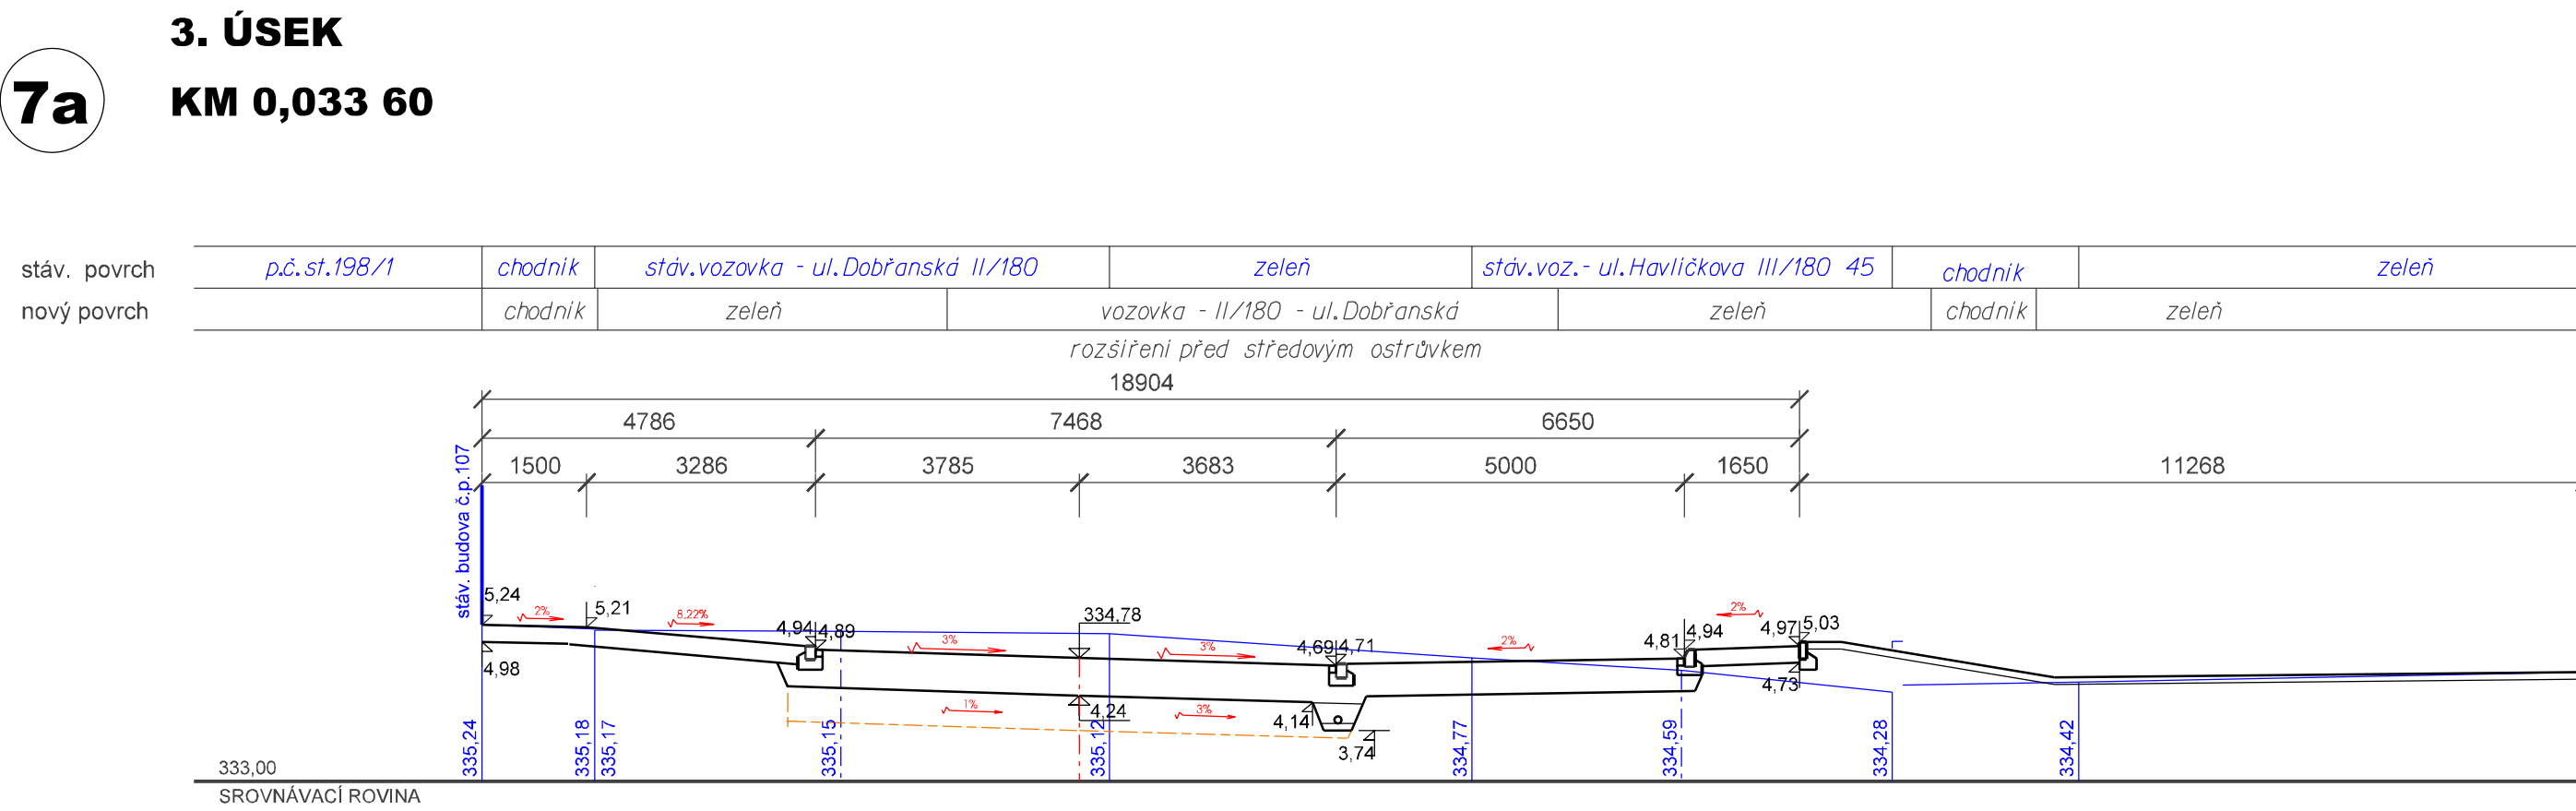 3. ÚSEK
7a
KM 0,033 60
stáv. povrch p.č.st.198/1 chodník stáv.vozovka - ul.Dobřanská II/180 zeleň stáv.voz.- ul.Havlíčkova III/180 45 chodník zeleň
nový povrch chodník zeleň vozovka - II/180 - ul.Dobřanská zeleň chodník zeleň
rozšíření před středovým ostrůvkem
18904
4786 7468 6650
1500 3286 3785 3683 5000 1650 11268
stáv. budova č.p.107
5,24 2% 5,21 8,22% 4,94 4,89 3% 334,78 3% 4,69 4,71 2% 4,81 4,94 2% 4,97 5,03
4,98 4,73
1% 4,24 3% 4,14
3,74
335,24 335,18 335,17 335,15 335,12 334,77 334,59 334,28 334,42
333,00
SROVNÁVACÍ ROVINA